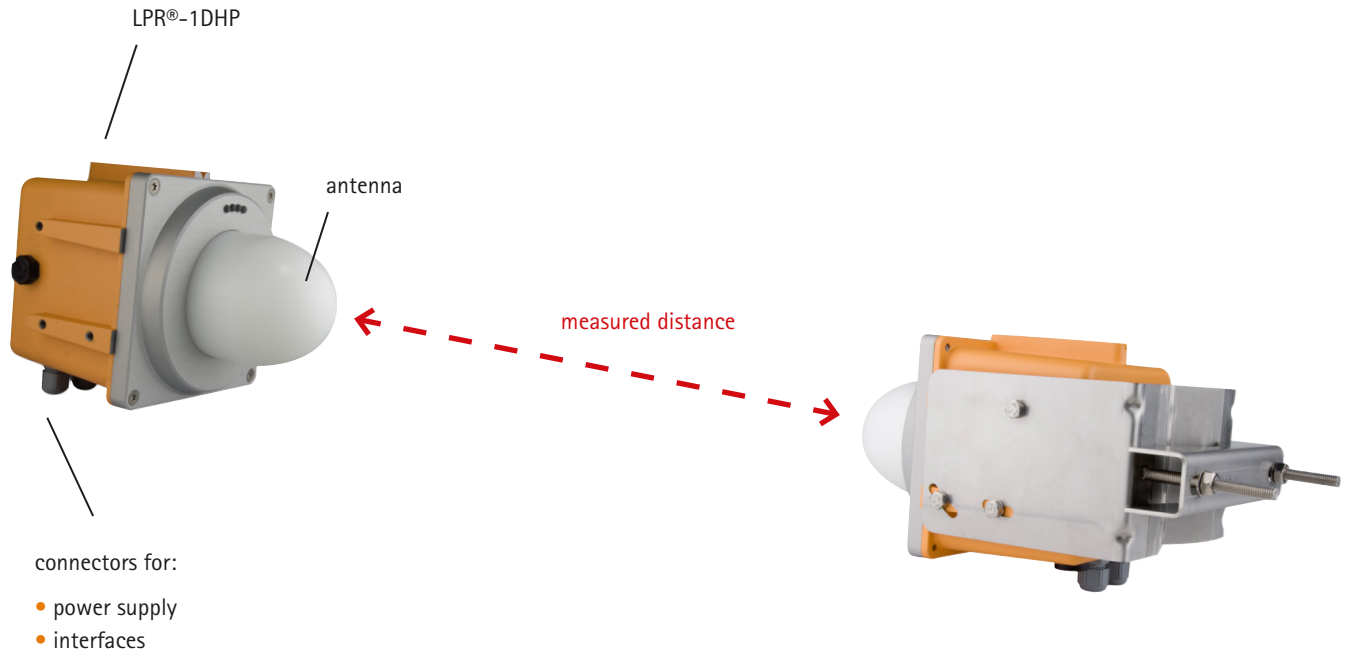 LPR®-1DHP
antenna
measured distance
connectors for:
• power supply
• interfaces